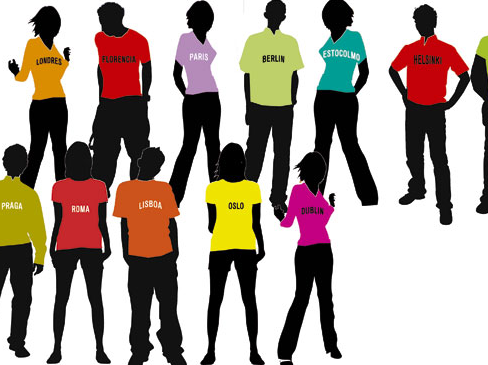 LONDRES
FLORENCIA
PARIS
BERLIN
ESTOCOLMO
HELSINKI
PRAGA
ROMA
LISBOA
OSLO
DUBLIN